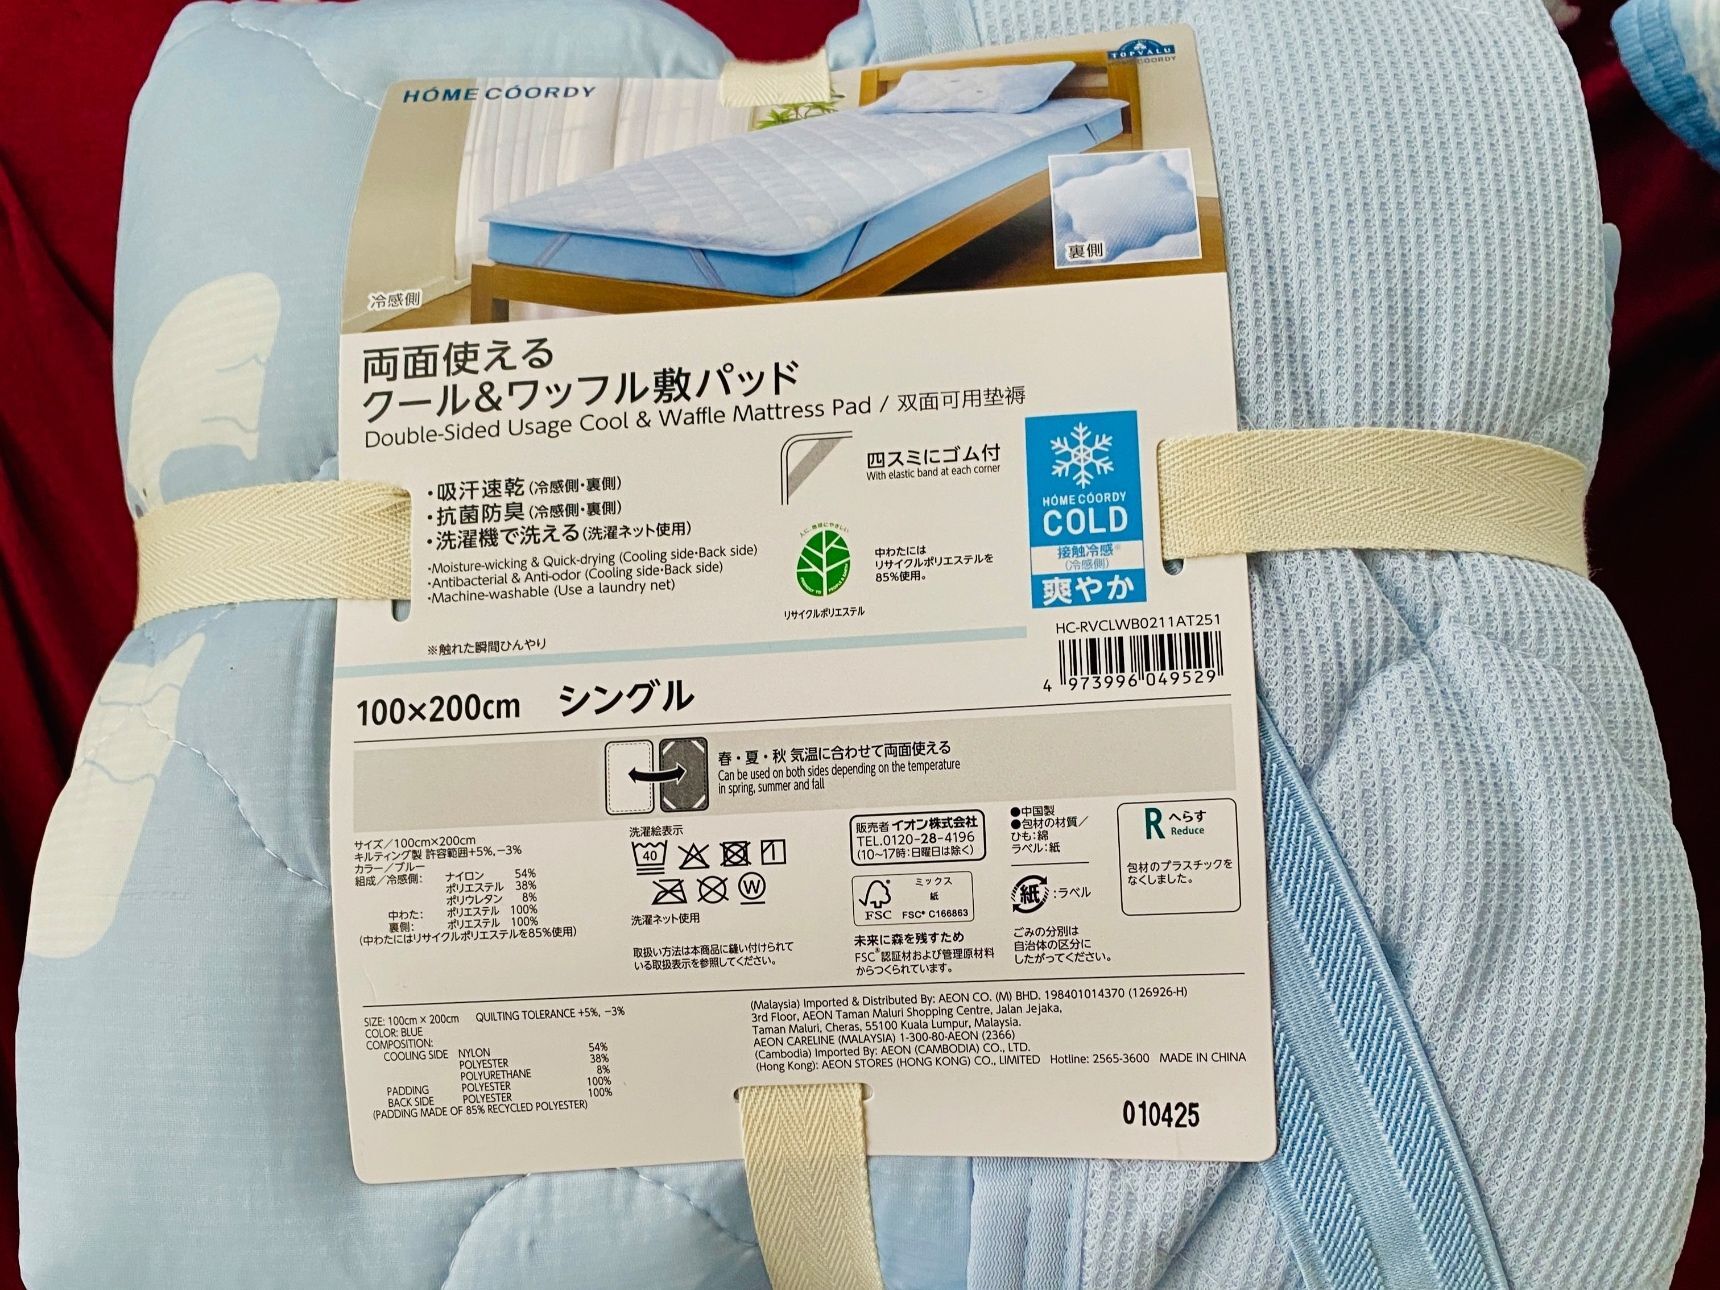 HÓME CÓORDY
TOPVALU
HÓME CÓORDY
冷感側
裏側
両面使える
クール&ワッフル敷パッド
Double-Sided Usage Cool & Waffle Mattress Pad / 双面可用垫褥
・吸汗速乾(冷感側・裏側)
・抗菌防臭(冷感側・裏側)
・洗濯機で洗える(洗濯ネット使用)
・Moisture-wicking & Quick-drying (Cooling side・Back side)
・Antibacterial & Anti-odor (Cooling side・Back side)
・Machine-washable (Use a laundry net)
※触れた瞬間ひんやり
四スミにゴム付
With elastic band at each corner
中わたには
リサイクルポリエステルを
85%使用。
リサイクルポリエステル
HÓME CÓORDY
COLD
接触冷感※
(冷感側)
爽やか
HC-RVCLWB0211AT251
4 973996 049529
100×200cm シングル
春・夏・秋 気温に合わせて両面使える
Can be used on both sides depending on the temperature
in spring, summer and fall
サイズ/100cm×200cm
キルティング製 許容範囲+5%,−3%
カラー/ブルー
組成/冷感側: ナイロン 54%
ポリエステル 38%
ポリウレタン 8%
中わた: ポリエステル 100%
裏側: ポリエステル 100%
(中わたにはリサイクルポリエステルを85%使用)
洗濯絵表示
40
W
洗濯ネット使用
取扱い方法は本商品に縫い付けられて
いる取扱表示を参照してください。
販売者 イオン株式会社
TEL.0120-28-4196
(10~17時:日曜日は除く)
ミックス
紙
FSC
FSC® C166863
未来に森を残すため
FSC®認証材および管理原材料
からつくられています。
●中国製
●包材の材質/
ひも:綿
ラベル:紙
紙:ラベル
ごみの分別は
自治体の区分に
したがってください。
R へらす
Reduce
包材のプラスチックを
なくしました。
SIZE: 100cm × 200cm QUILTING TOLERANCE +5%, −3%
COLOR: BLUE
COMPOSITION:
COOLING SIDE NYLON 54%
POLYESTER 38%
POLYURETHANE 8%
PADDING POLYESTER 100%
BACK SIDE POLYESTER 100%
(PADDING MADE OF 85% RECYCLED POLYESTER)
(Malaysia) Imported & Distributed By: AEON CO. (M) BHD. 198401014370 (126926-H)
3rd Floor, AEON Taman Maluri Shopping Centre, Jalan Jejaka,
Taman Maluri, Cheras, 55100 Kuala Lumpur, Malaysia.
AEON CARELINE (MALAYSIA) 1-300-80-AEON (2366)
(Cambodia) Imported By: AEON (CAMBODIA) CO., LTD.
(Hong Kong): AEON STORES (HONG KONG) CO., LIMITED Hotline: 2565-3600 MADE IN CHINA
010425